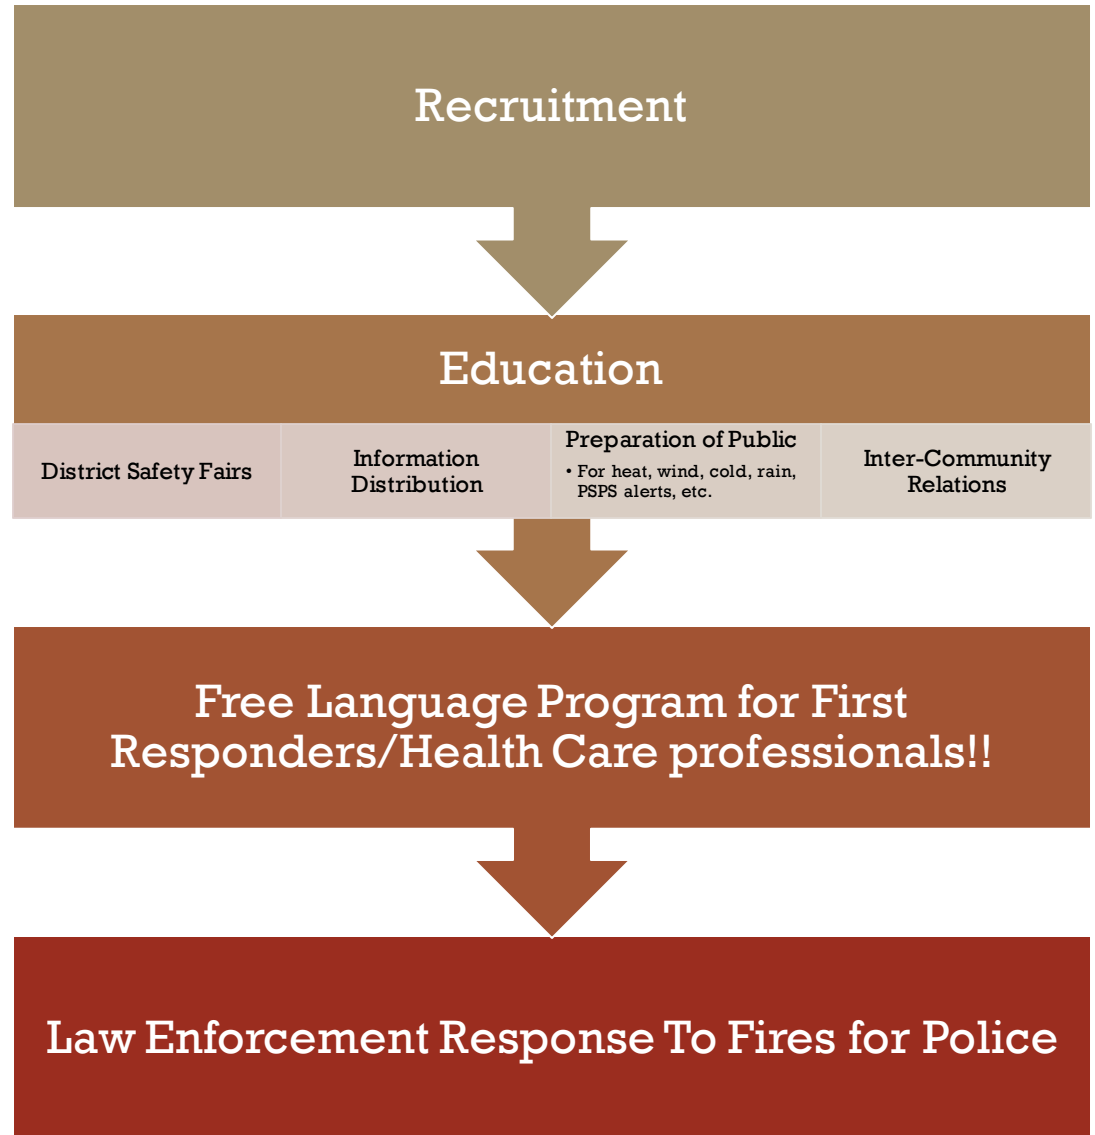 Recruitment
Education
District Safety Fairs
Information
Distribution
Preparation of Public
• For heat, wind, cold, rain,
PSPS alerts, etc.
Inter-Community
Relations
Free Language Program for First
Responders/Health Care professionals!!
Law Enforcement Response To Fires for Police